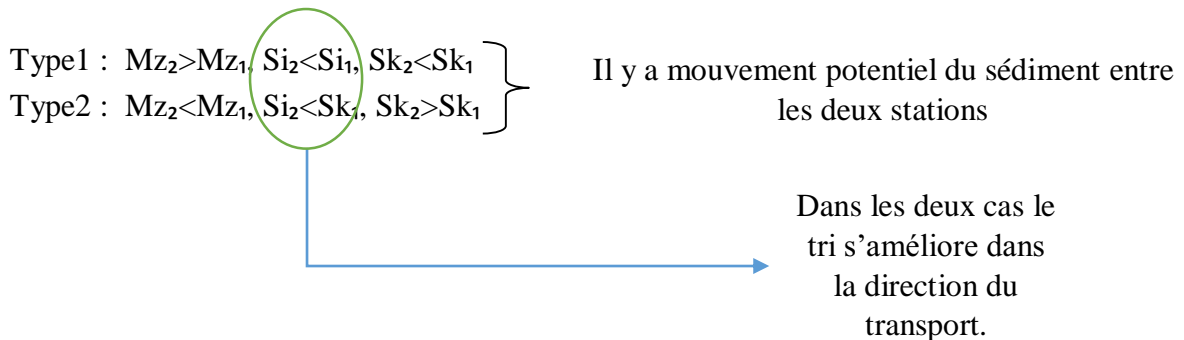 Type1 : Mz₂>Mz₁, Si₂<Si₁, Sk₂<Sk₁
Type2 : Mz₂<Mz₁, Si₂<Sk₁, Sk₂>Sk₁
Il y a mouvement potentiel du sédiment entre
les deux stations
Dans les deux cas le
tri s’améliore dans
la direction du
transport.